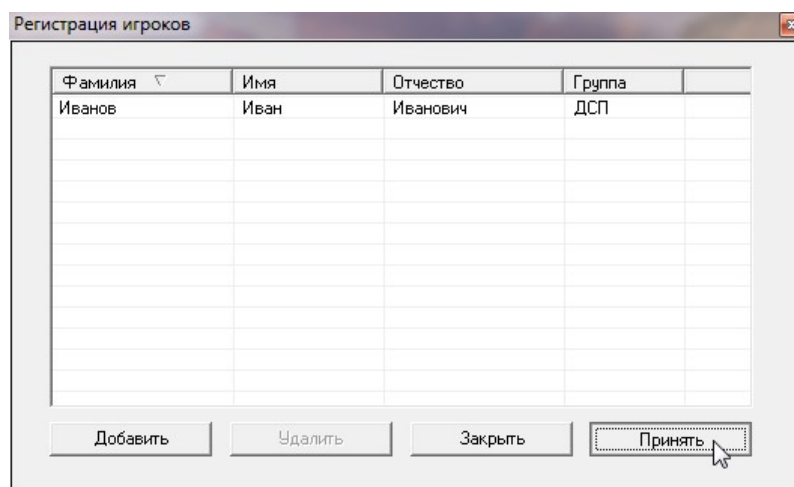 Регистрация игроков
Фамилия Имя Отчество Группа
Иванов Иван Иванович ДСП
Добавить Удалить Закрыть Принять